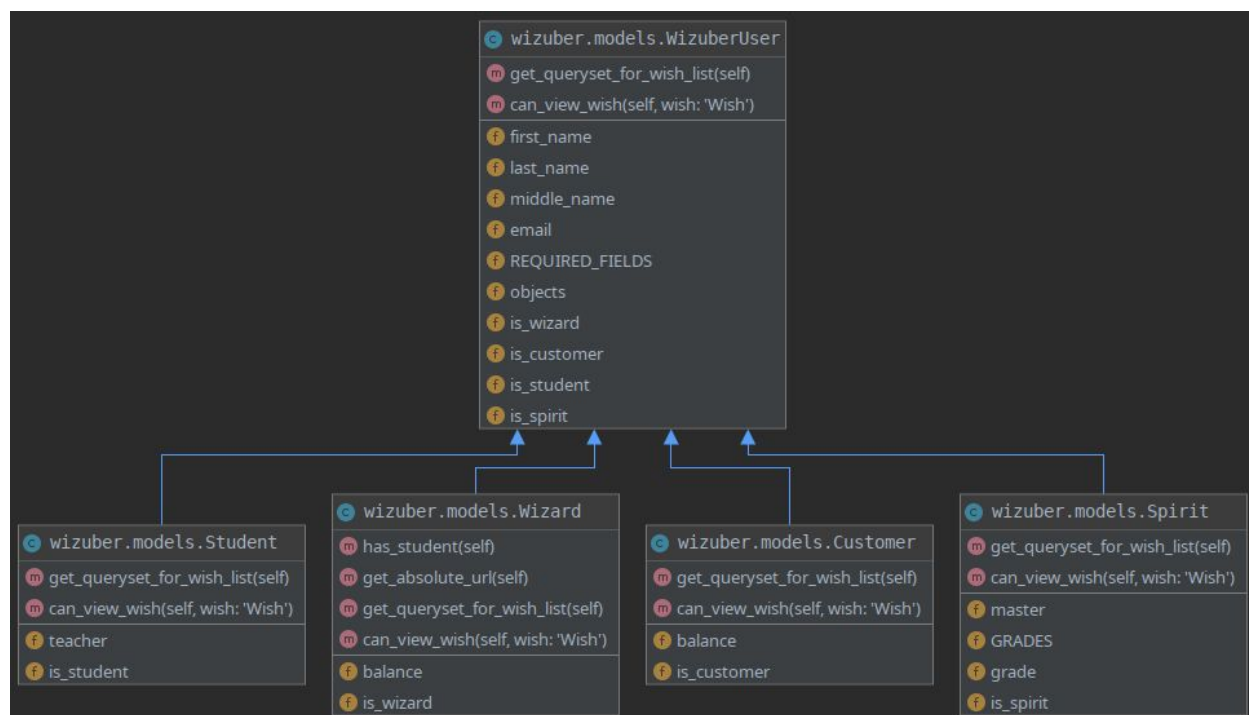 wizuber.models.WizuberUser
get_queryset_for_wish_list(self)
can_view_wish(self, wish: 'Wish')
first_name
last_name
middle_name
email
REQUIRED_FIELDS
objects
is_wizard
is_customer
is_student
is_spirit
wizuber.models.Student
get_queryset_for_wish_list(self)
can_view_wish(self, wish: 'Wish')
teacher
is_student
wizuber.models.Wizard
has_student(self)
get_absolute_url(self)
get_queryset_for_wish_list(self)
can_view_wish(self, wish: 'Wish')
balance
is_wizard
wizuber.models.Customer
get_queryset_for_wish_list(self)
can_view_wish(self, wish: 'Wish')
balance
is_customer
wizuber.models.Spirit
get_queryset_for_wish_list(self)
can_view_wish(self, wish: 'Wish')
master
GRADES
grade
is_spirit